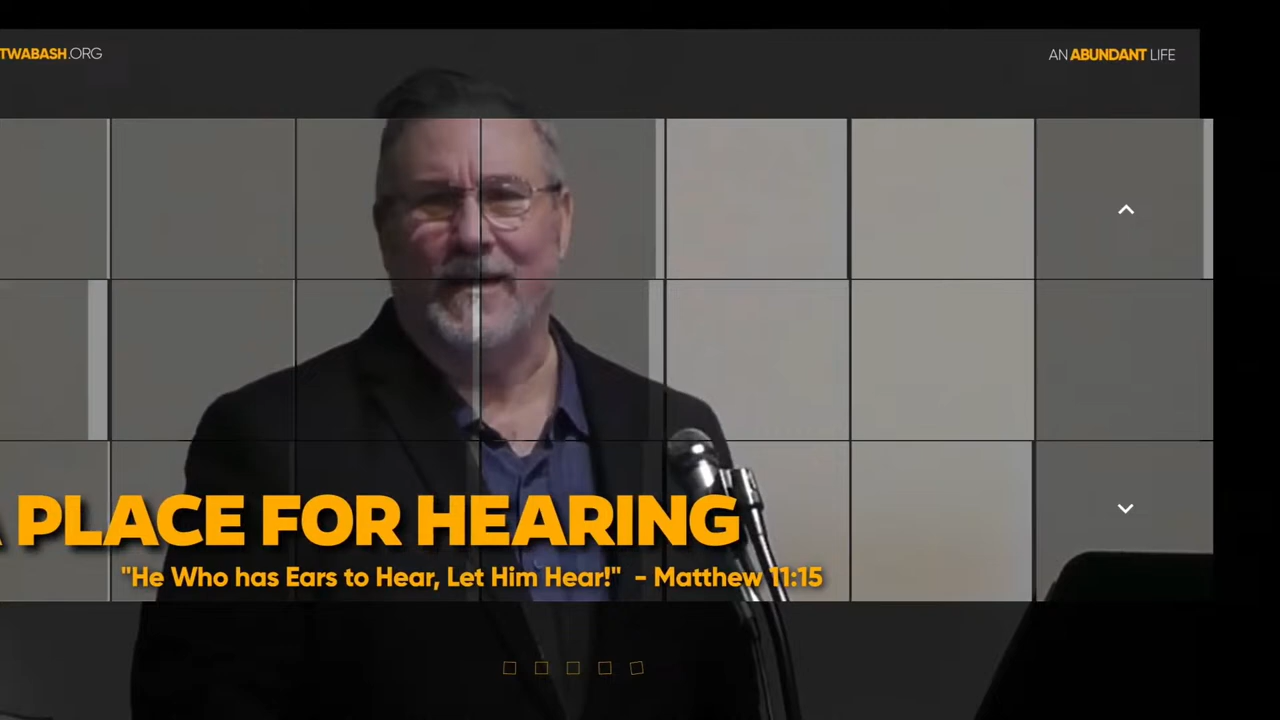 TWABASH.ORG
AN ABUNDANT LIFE
PLACE FOR HEARING
"He Who has Ears to Hear, Let Him Hear!" - Matthew 11:15